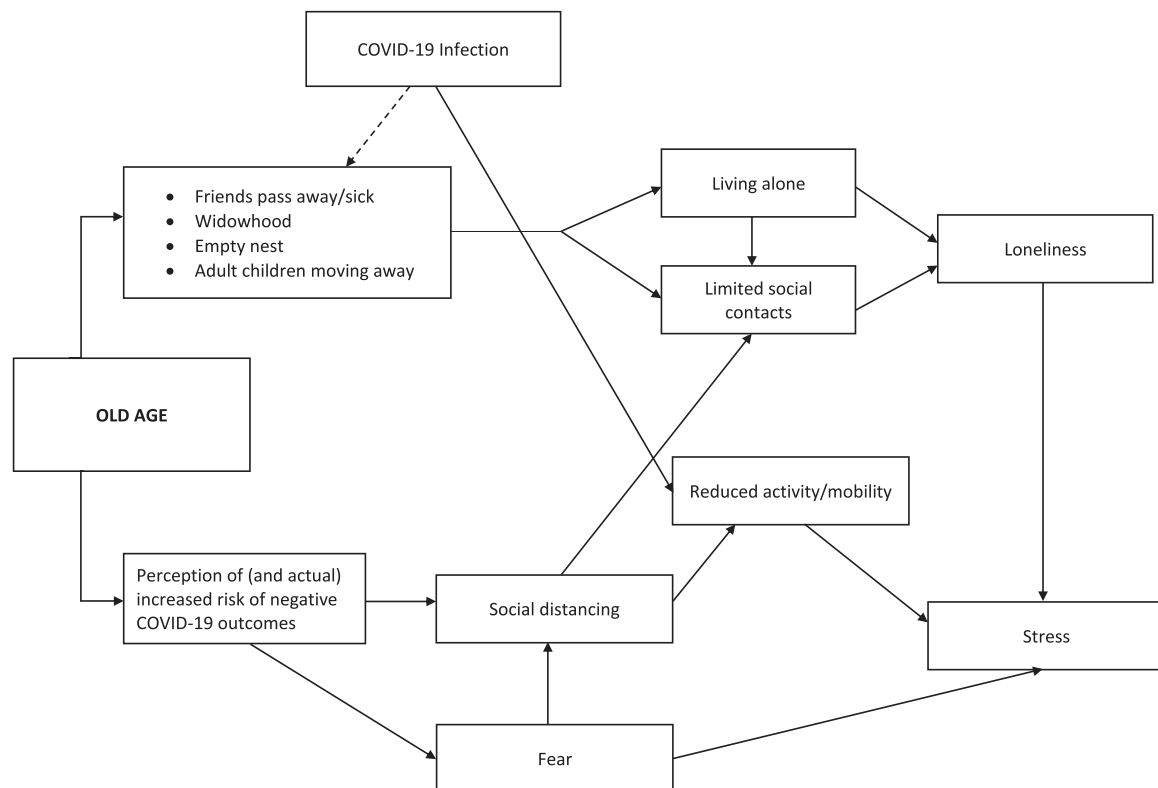 COVID-19 Infection
Friends pass away/sick
Widowhood
Empty nest
Adult children moving away
Living alone
Limited social
contacts
Loneliness
OLD AGE
Reduced activity/mobility
Perception of (and actual)
increased risk of negative
COVID-19 outcomes
Social distancing
Stress
Fear